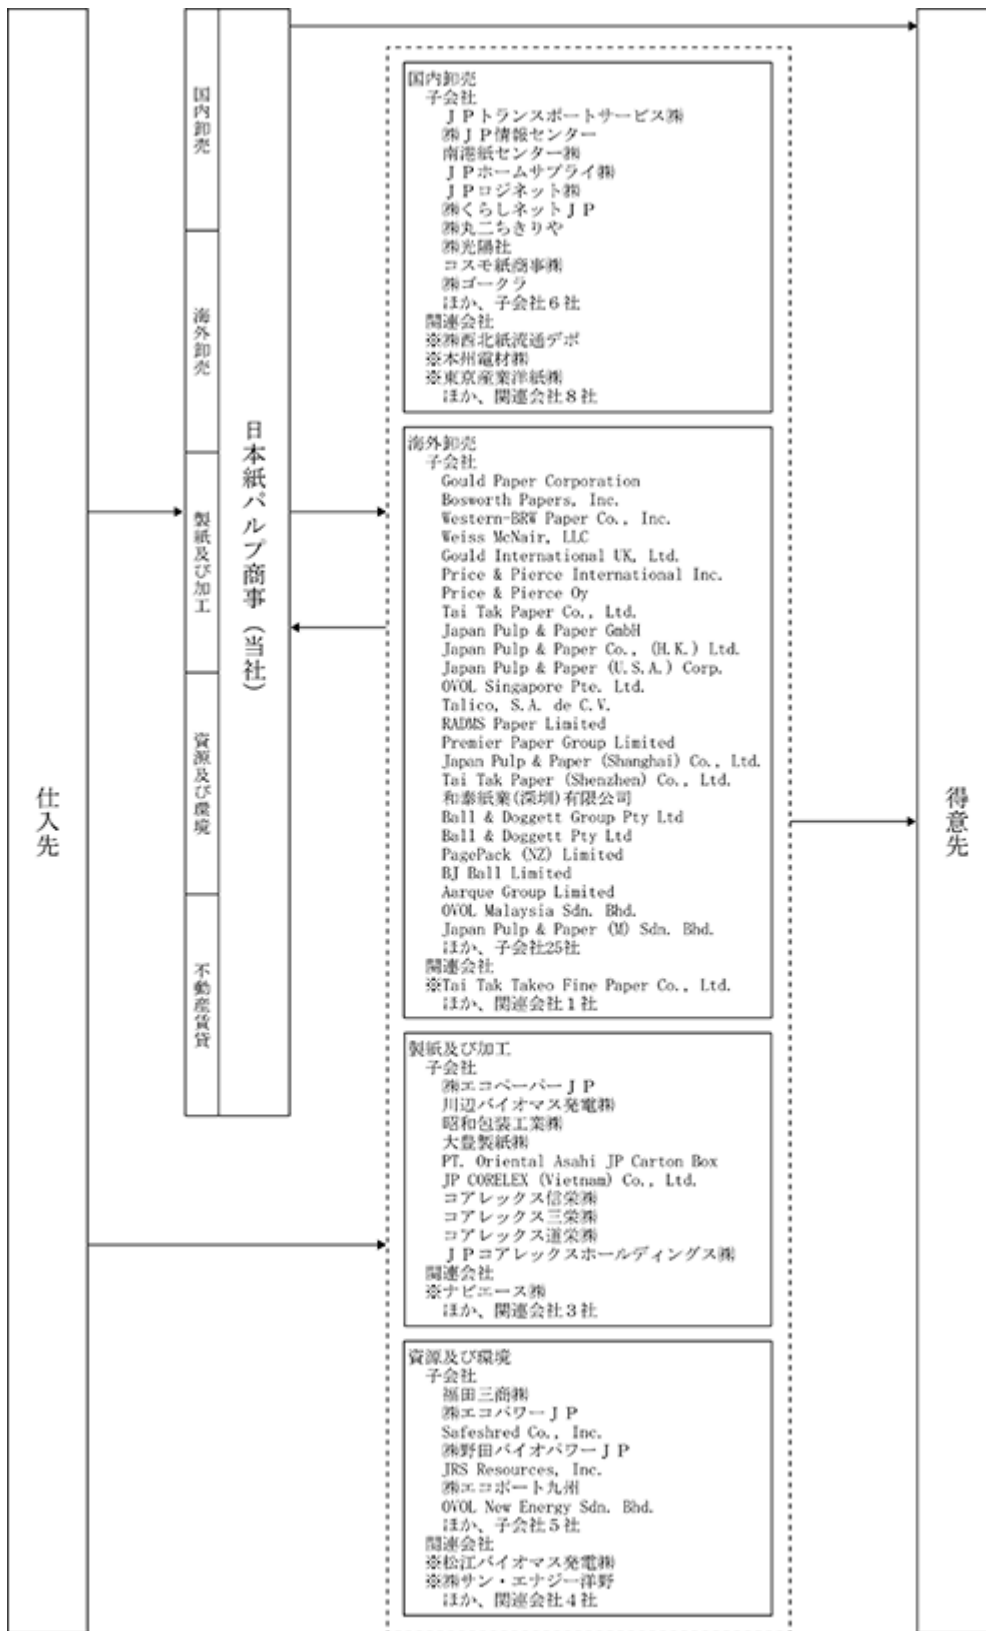 仕入先
国内卸売
海外卸売
製紙及び加工
資源及び環境
不動産賃貸
日本紙パルプ商事（当社）
国内卸売
子会社
ＪＰトランスポートサービス㈱
㈱ＪＰ情報センター
南港紙センター㈱
ＪＰホームサプライ㈱
ＪＰロジネット㈱
㈱くらしネットＪＰ
㈱丸二ちきりや
㈱光陽社
コスモ紙商事㈱
㈱ゴークラ
ほか、子会社６社
関連会社
※㈱西北紙流通デポ
※本州電材㈱
※東京産業洋紙㈱
ほか、関連会社８社
海外卸売
子会社
Gould Paper Corporation
Bosworth Papers, Inc.
Western-BRW Paper Co., Inc.
Weiss McNair, LLC
Gould International UK, Ltd.
Price & Pierce International Inc.
Price & Pierce Oy
Tai Tak Paper Co., Ltd.
Japan Pulp & Paper GmbH
Japan Pulp & Paper Co., (H.K.) Ltd.
Japan Pulp & Paper (U.S.A.) Corp.
OVOL Singapore Pte. Ltd.
Talico, S.A. de C.V.
RADMS Paper Limited
Premier Paper Group Limited
Japan Pulp & Paper (Shanghai) Co., Ltd.
Tai Tak Paper (Shenzhen) Co., Ltd.
和泰紙業(深圳)有限公司
Ball & Doggett Group Pty Ltd
Ball & Doggett Pty Ltd
PagePack (NZ) Limited
BJ Ball Limited
Aarque Group Limited
OVOL Malaysia Sdn. Bhd.
Japan Pulp & Paper (M) Sdn. Bhd.
ほか、子会社25社
関連会社
※Tai Tak Takeo Fine Paper Co., Ltd.
ほか、関連会社１社
製紙及び加工
子会社
㈱エコペーパーＪＰ
川辺バイオマス発電㈱
昭和包装工業㈱
大豊製紙㈱
PT. Oriental Asahi JP Carton Box
JP CORELEX (Vietnam) Co., Ltd.
コアレックス信栄㈱
コアレックス三栄㈱
コアレックス道栄㈱
ＪＰコアレックスホールディングス㈱
関連会社
※ナビエース㈱
ほか、関連会社３社
資源及び環境
子会社
福田三商㈱
㈱エコパワーＪＰ
Safeshred Co., Inc.
㈱野田バイオパワーＪＰ
JRS Resources, Inc.
㈱エコポート九州
OVOL New Energy Sdn. Bhd.
ほか、子会社５社
関連会社
※松江バイオマス発電㈱
※㈱サン・エナジー洋野
ほか、関連会社４社
得意先